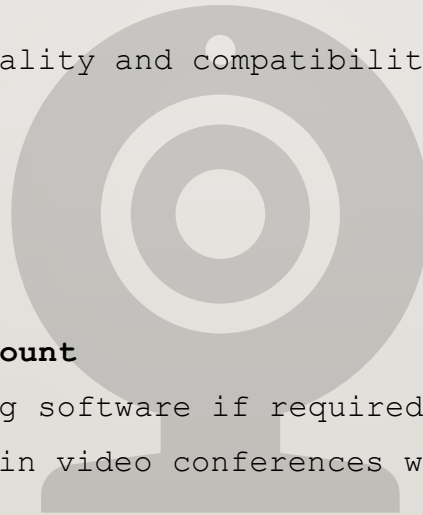 ality and compatibilit
ount
g software if required
in video conferences w